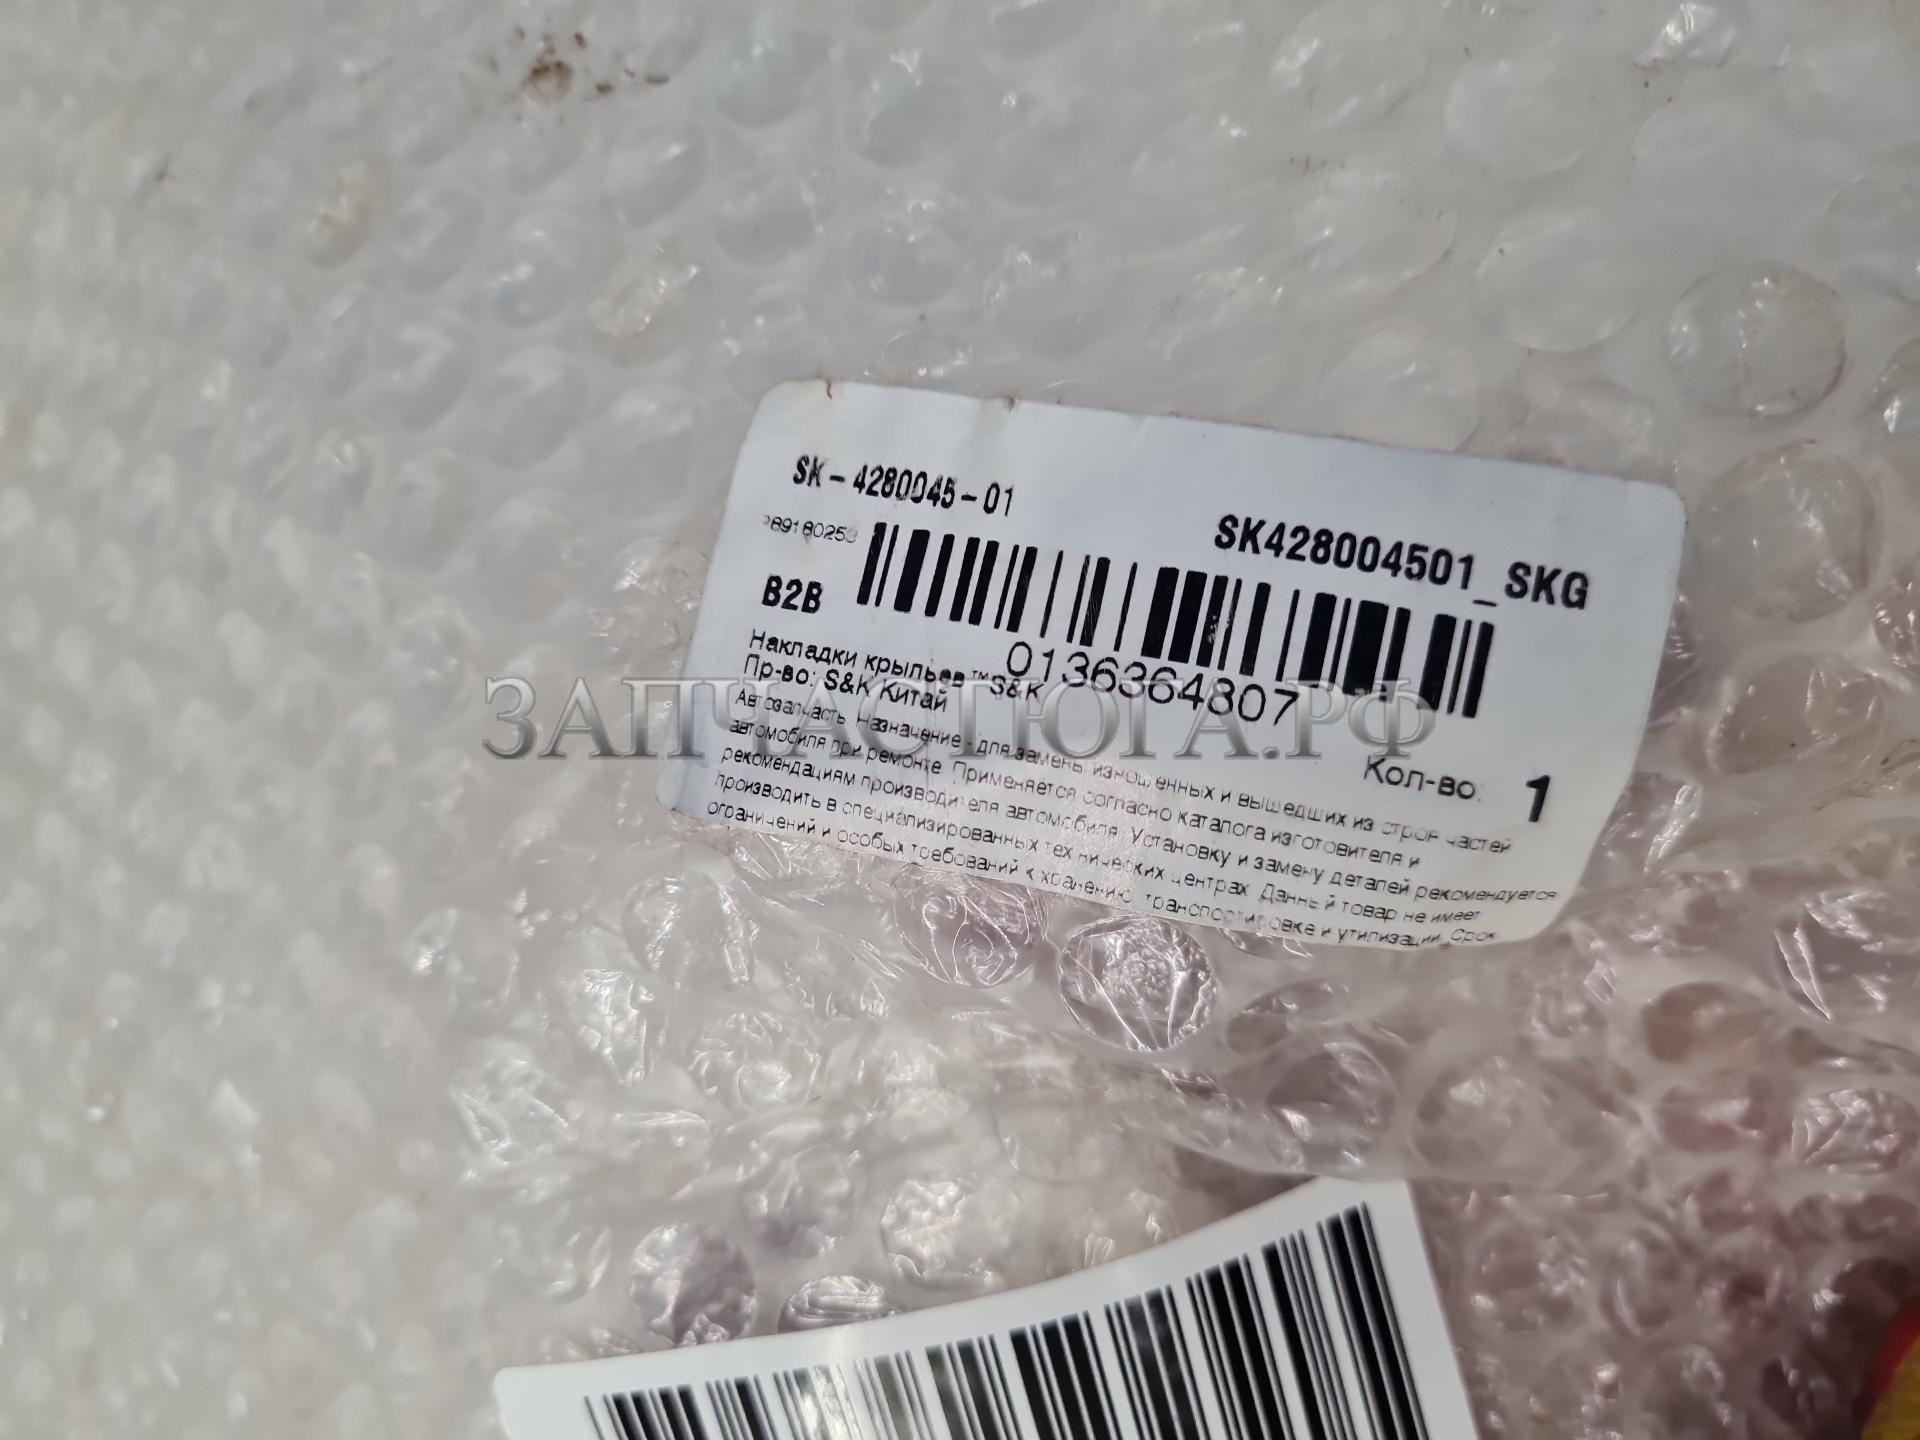 SK-4280045-01
SK428004501_SKG
B2B
0136364807
Накладки крыльев ™S&K
Пр-во: S&K Китай
Кол-во: 1
Автозапчасть. Назначение - для замены изношенных и вышедших из строя частей
автомобиля при ремонте. Применяется согласно каталога изготовителя и
рекомендациям производителя автомобиля. Установку и замену деталей рекомендуется
производить в специализированных технических центрах. Данный товар не имеет
ограничений и особых требований к хранению, транспортировке и утилизации. Срок
ЗАПЧАСТЮГА.РФ